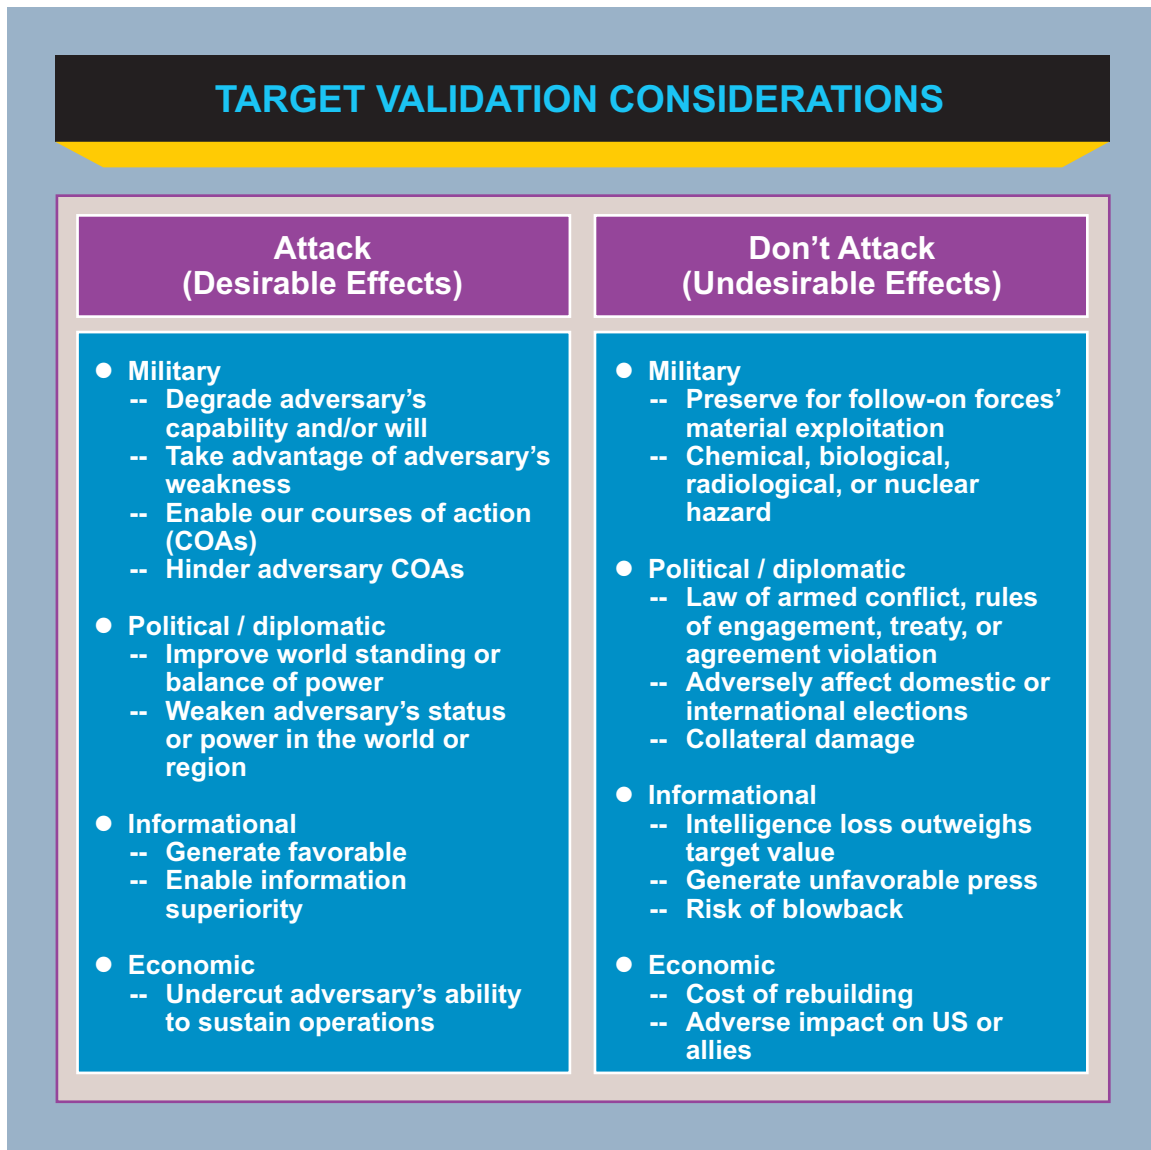 TARGET VALIDATION CONSIDERATIONS
Attack
(Desirable Effects)
● Military
-- Degrade adversary’s
capability and/or will
-- Take advantage of adversary’s
weakness
-- Enable our courses of action
(COAs)
-- Hinder adversary COAs
● Political / diplomatic
-- Improve world standing or
balance of power
-- Weaken adversary’s status
or power in the world or
region
● Informational
-- Generate favorable
-- Enable information
superiority
● Economic
-- Undercut adversary’s ability
to sustain operations
Don’t Attack
(Undesirable Effects)
● Military
-- Preserve for follow-on forces’
material exploitation
-- Chemical, biological,
radiological, or nuclear
hazard
● Political / diplomatic
-- Law of armed conflict, rules
of engagement, treaty, or
agreement violation
-- Adversely affect domestic or
international elections
-- Collateral damage
● Informational
-- Intelligence loss outweighs
target value
-- Generate unfavorable press
-- Risk of blowback
● Economic
-- Cost of rebuilding
-- Adverse impact on US or
allies